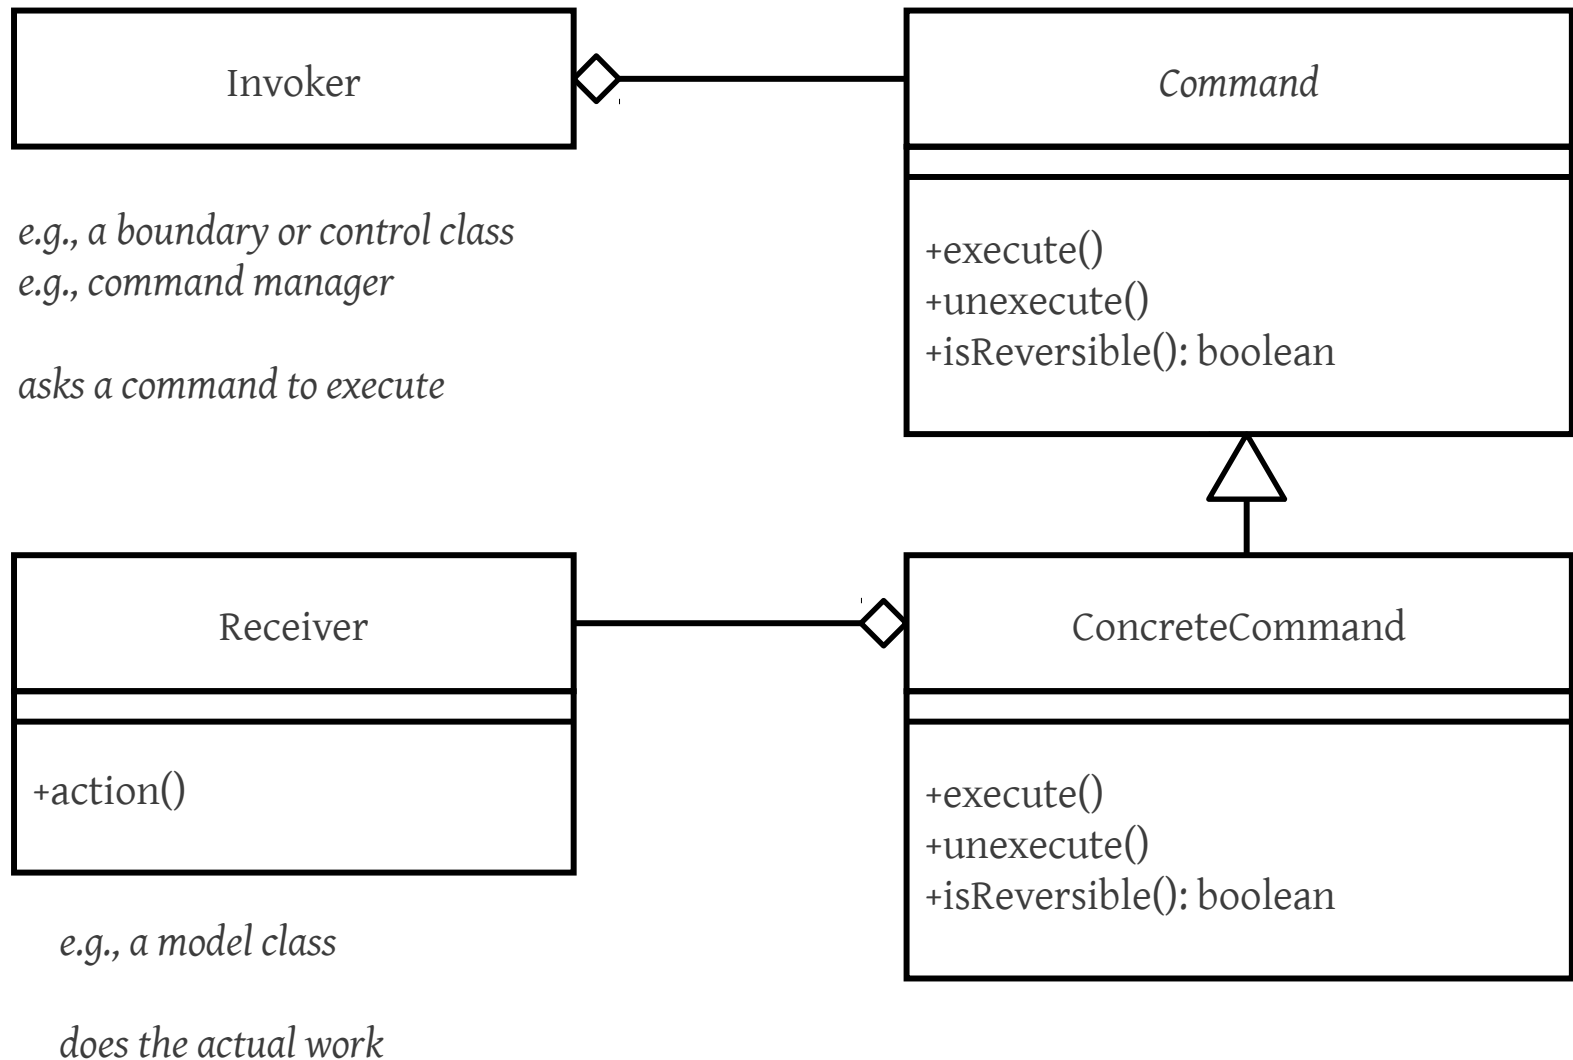 Invoker
e.g., a boundary or control class
e.g., command manager
asks a command to execute
Command
+execute()
+unexecute()
+isReversible(): boolean
Receiver
+action()
e.g., a model class
does the actual work
ConcreteCommand
+execute()
+unexecute()
+isReversible(): boolean